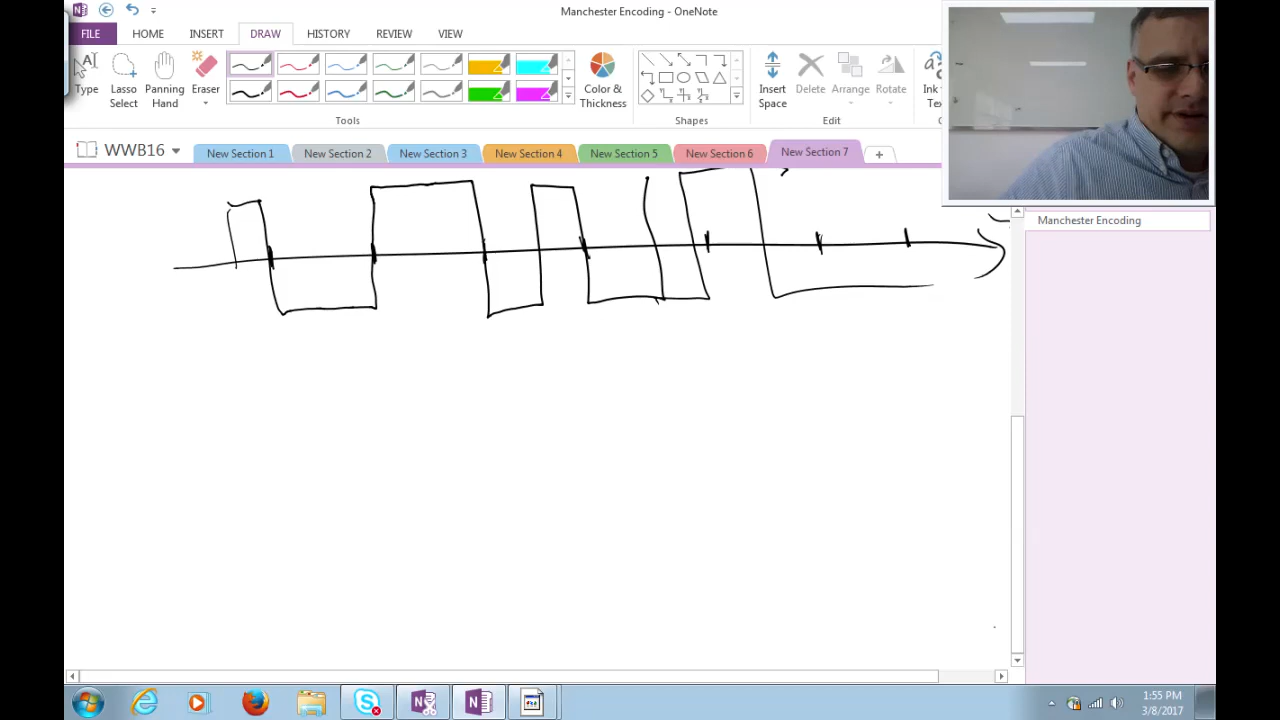 Manchester Encoding - OneNote
FILE HOME INSERT DRAW HISTORY REVIEW VIEW
Type
Lasso Select
Panning Hand
Eraser
Color & Thickness
Insert Space
Delete
Arrange
Rotate
Ink to
Tools
Shapes
Edit
WWB16
New Section 1
New Section 2
New Section 3
New Section 4
New Section 5
New Section 6
New Section 7
Manchester Encoding
1:55 PM
3/8/2017